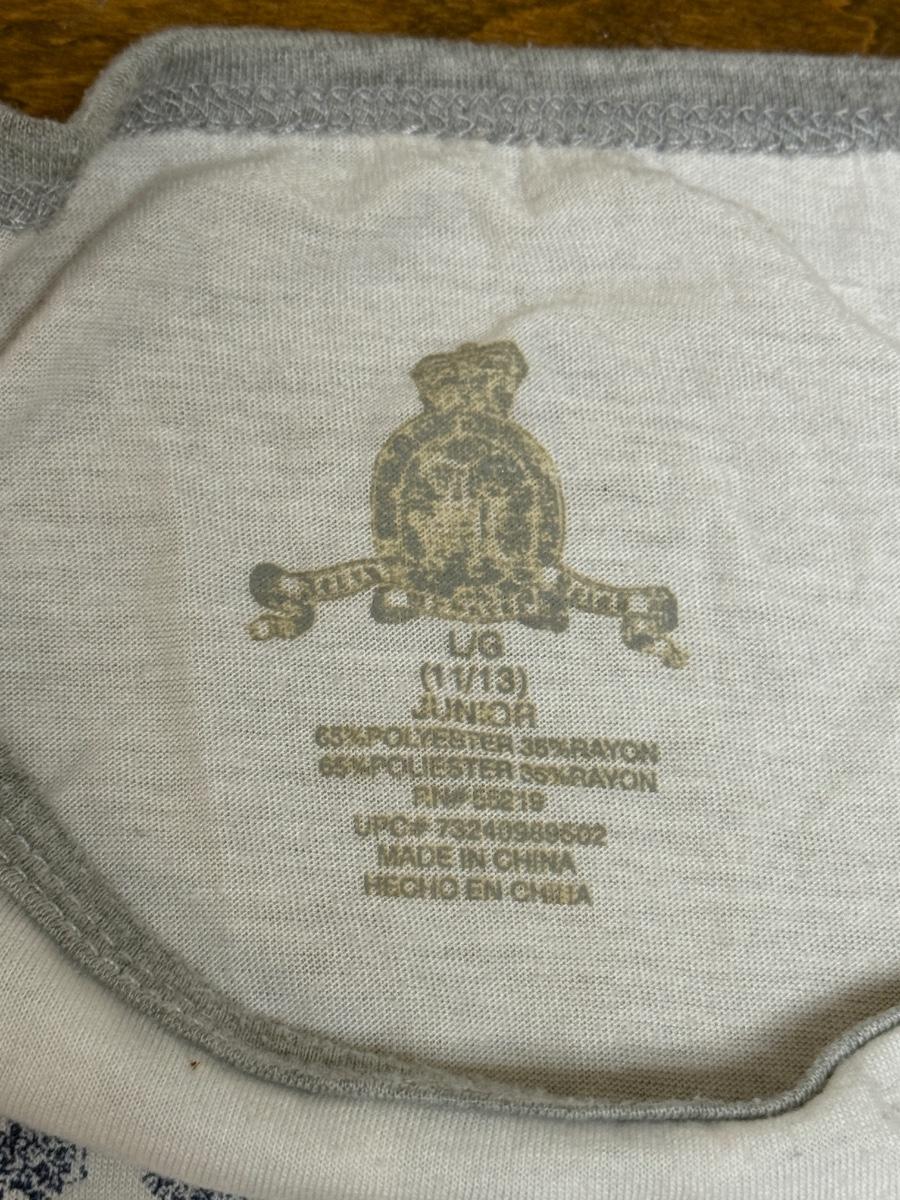 L/G
(11/13)
JUNIOR
65%POLYESTER 35%RAYON
65%POLIESTER 35%RAYON
RN# 55219
UPC# 73240989602
MADE IN CHINA
HECHO EN CHINA